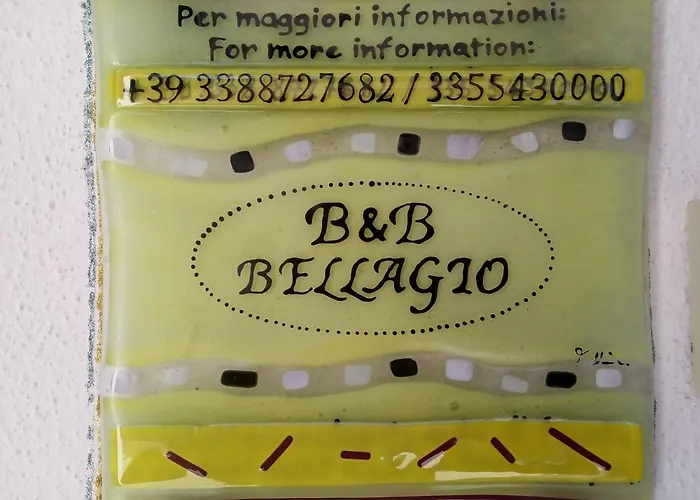 Per maggiori informazioni:
For more information:
+39 3388727682 / 3355430000
B&B
BELLAGIO